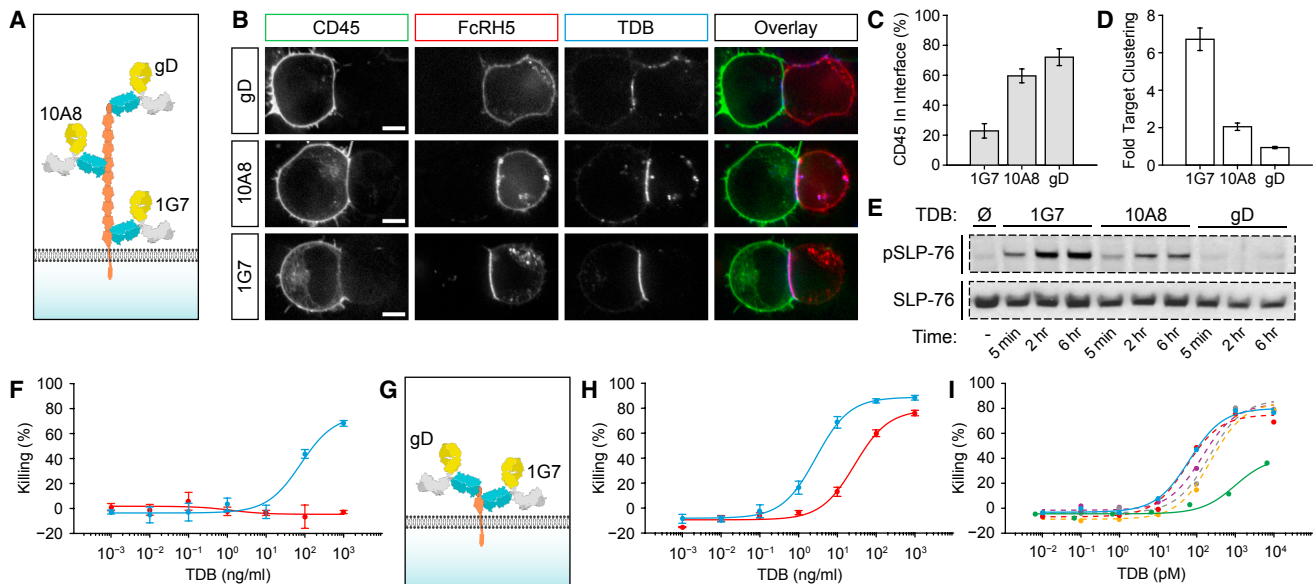 A
gD
10A8
1G7
B
CD45
FcRH5
TDB
Overlay
gD
10A8
1G7
C
CD45 In Interface (%)
100
80
60
40
20
0
1G7
10A8
gD
D
Fold Target Clustering
8
6
4
2
0
1G7
10A8
gD
E
TDB:
Ø
1G7
10A8
gD
pSLP-76
SLP-76
Time:
-
5 min
2 hr
6 hr
5 min
2 hr
6 hr
5 min
2 hr
6 hr
F
Killing (%)
100
80
60
40
20
0
−20
10⁻³
10⁻²
10⁻¹
10⁰
10¹
10²
10³
TDB (ng/ml)
G
gD
1G7
H
Killing (%)
100
80
60
40
20
0
−20
10⁻³
10⁻²
10⁻¹
10⁰
10¹
10²
10³
TDB (ng/ml)
I
Killing (%)
100
80
60
40
20
0
−20
10⁻²
10⁻¹
10⁰
10¹
10²
10³
10⁴
TDB (pM)